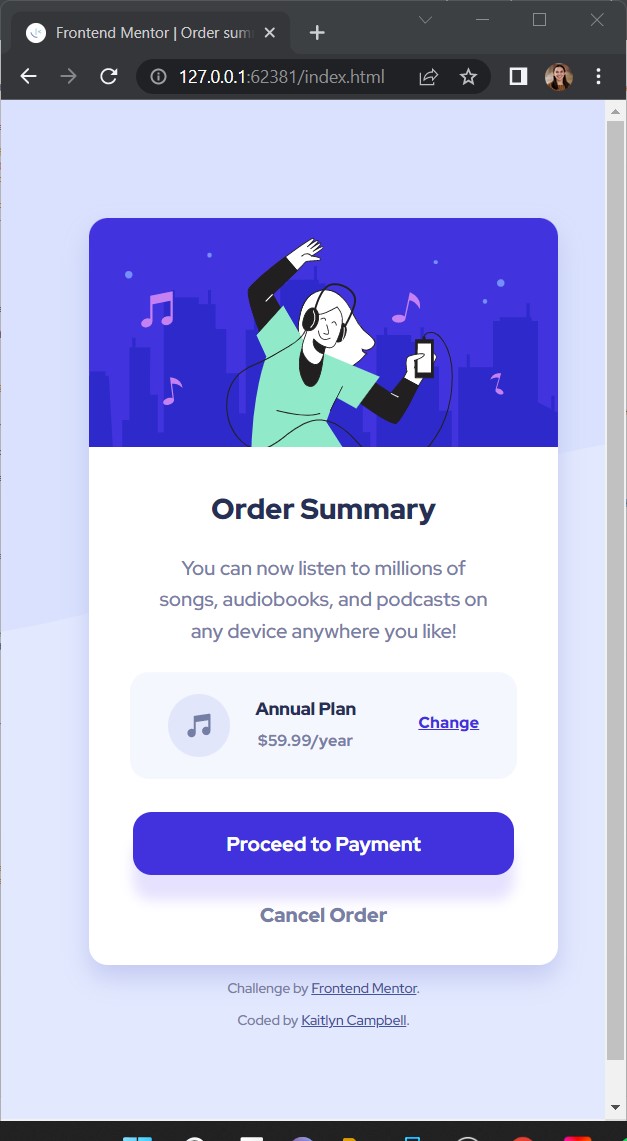 Frontend Mentor | Order sum
127.0.0.1:62381/index.html
Order Summary
You can now listen to millions of
songs, audiobooks, and podcasts on
any device anywhere you like!
Annual Plan
$59.99/year
Change
Proceed to Payment
Cancel Order
Challenge by Frontend Mentor.
Coded by Kaitlyn Campbell.